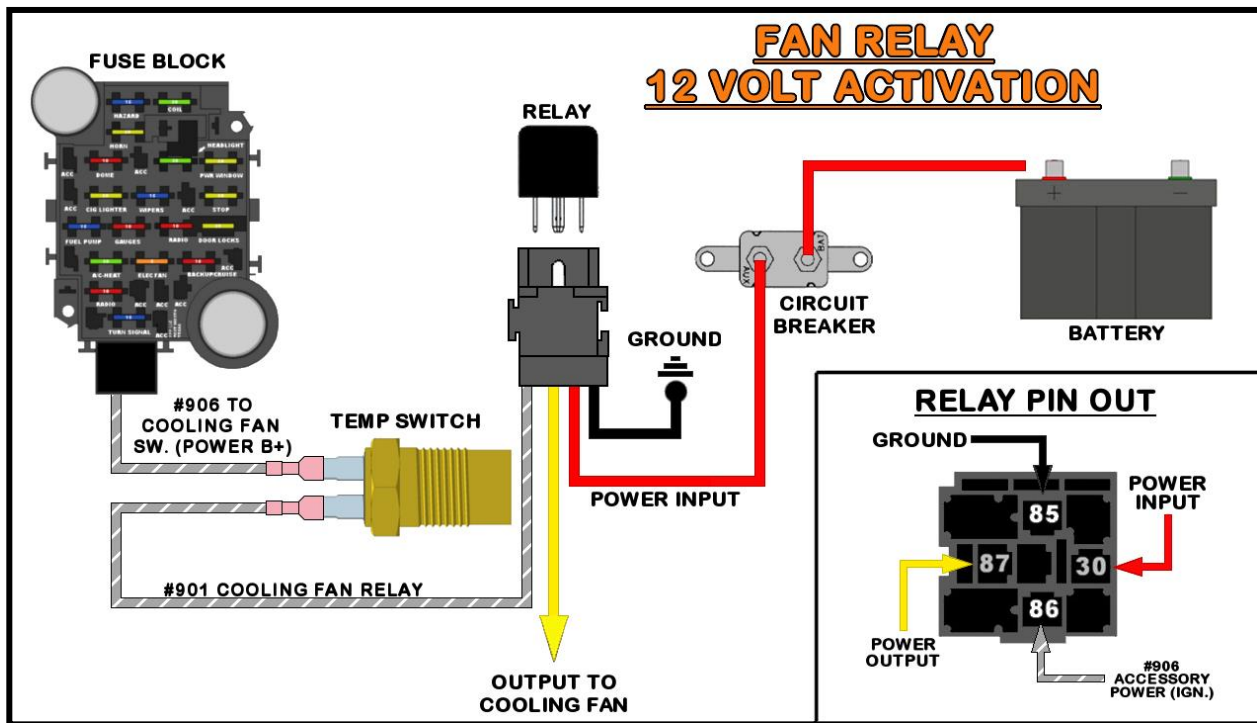 FAN RELAY
12 VOLT ACTIVATION
FUSE BLOCK
HAZARD
COIL
HORN
HEADLIGHT
ACC
DOME
ACC
PWR WINDOW
ACC
CIG LIGHTER
WIPERS
ACC
STOP
FUEL PUMP
GAUGES
RADIO
DOOR LOCKS
A/C-HEAT
ELEC FAN
BACKUP/CRUISE
ACC
RADIO
ACC
ACC
ACC
TURN SIGNAL
ACC
RELAY
BAT
AUX
CIRCUIT
BREAKER
+
−
BATTERY
GROUND
#906 TO
COOLING FAN
SW. (POWER B+)
TEMP SWITCH
POWER INPUT
#901 COOLING FAN RELAY
OUTPUT TO
COOLING FAN
RELAY PIN OUT
GROUND
POWER
INPUT
85
87
30
86
POWER
OUTPUT
#906
ACCESSORY
POWER (IGN.)